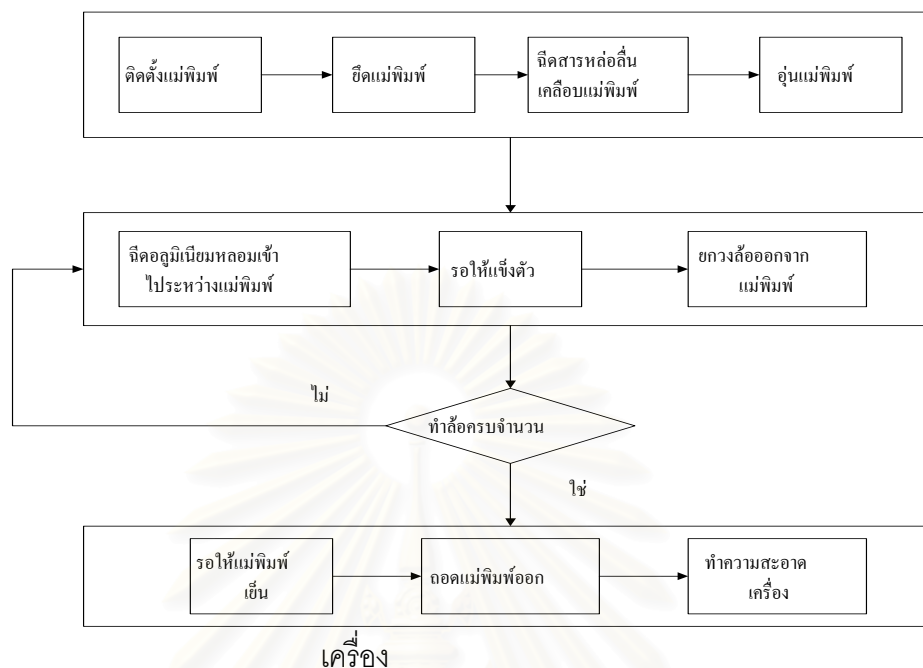 ติดตั้งแม่พิมพ์
ยึดแม่พิมพ์
ฉีดสารหล่อลื่น
เคลือบแม่พิมพ์
อุ่นแม่พิมพ์
ฉีดอลูมิเนียมหลอมเข้า
ไประหว่างแม่พิมพ์
รอให้แข็งตัว
ยกวงล้อออกจาก
แม่พิมพ์
ไม่
ทำล้อครบจำนวน
ใช่
รอให้แม่พิมพ์
เย็น
ถอดแม่พิมพ์ออก
ทำความสะอาด
เครื่อง
เครื่อง